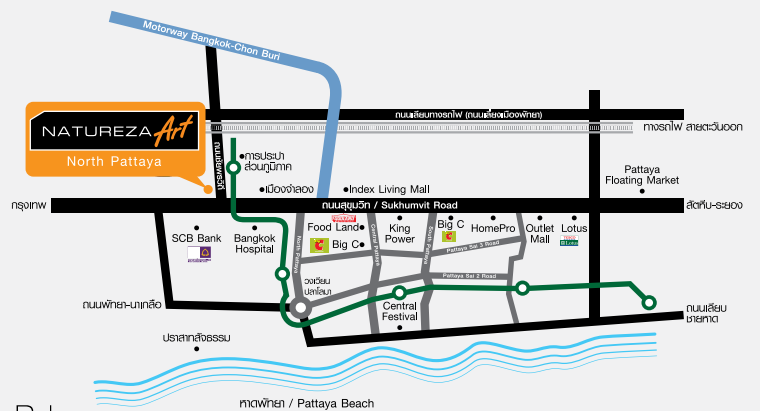 Motorway Bangkok-Chon Buri
NATUREZA Art
North Pattaya
ถนนเลียบทางรถไฟ (ถนนเลี่ยงเมืองพัทยา)
ทางรถไฟ สายตะวันออก
การประปา
ส่วนภูมิภาค
เมืองจำลอง
Index Living Mall
Pattaya
Floating Market
กรุงเทพ
ถนนสุขุมวิท / Sukhumvit Road
สัตหีบ-ระยอง
SCB Bank
Bangkok
Hospital
North Pattaya
Food Land
Big C
Central Pattaya
King
Power
South Pattaya
Big C
HomePro
Outlet
Mall
Lotus
Pattaya Sai 3 Road
Pattaya Sai 2 Road
วงเวียน
ปลาโลมา
ถนนพัทยา-นาเกลือ
Central
Festival
ถนนเลียบ
ชายหาด
ปราสาทสัจธรรม
หาดพัทยา / Pattaya Beach